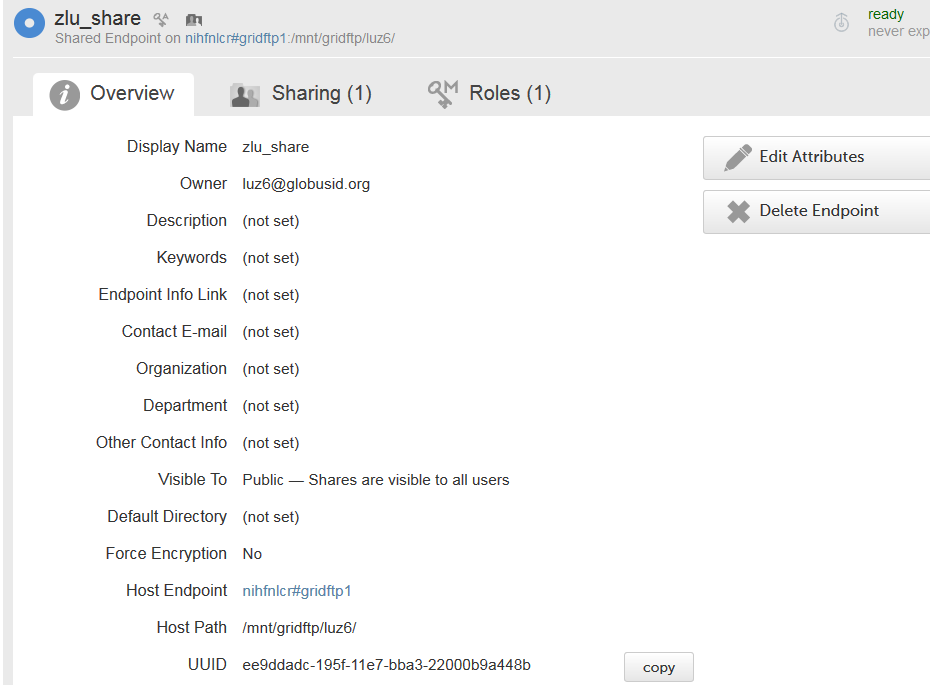 zlu_share
ready
Shared Endpoint on nihfnlcr#gridftp1:/mnt/gridftp/luz6/
never exp
Overview
Sharing (1)
Roles (1)
Display Name zlu_share
Edit Attributes
Owner luz6@globusid.org
Delete Endpoint
Description (not set)
Keywords (not set)
Endpoint Info Link (not set)
Contact E-mail (not set)
Organization (not set)
Department (not set)
Other Contact Info (not set)
Visible To Public — Shares are visible to all users
Default Directory (not set)
Force Encryption No
Host Endpoint nihfnlcr#gridftp1
Host Path /mnt/gridftp/luz6/
UUID ee9ddadc-195f-11e7-bba3-22000b9a448b
copy